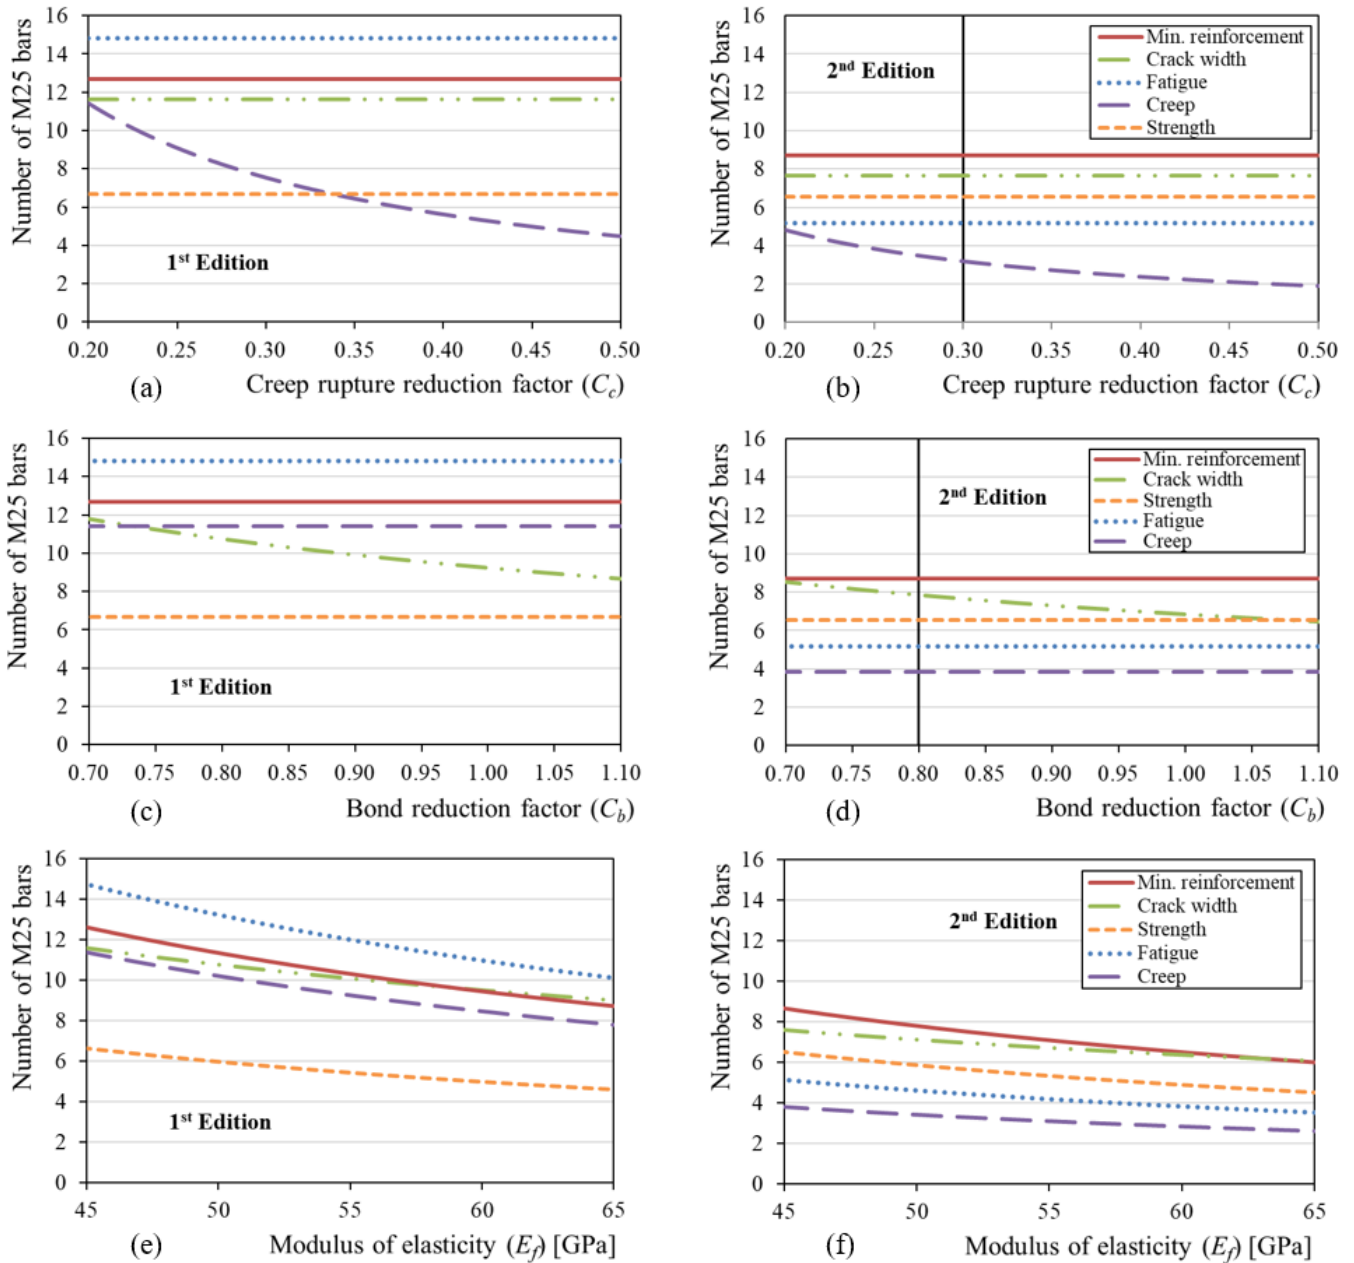 Number of M25 bars
16
14
12
10
8
6
4
2
0
1st Edition
0.20 0.25 0.30 0.35 0.40 0.45 0.50
(a) Creep rupture reduction factor (Cc)
Number of M25 bars
16
14
12
10
8
6
4
2
0
2nd Edition
Min. reinforcement
Crack width
Fatigue
Creep
Strength
0.20 0.25 0.30 0.35 0.40 0.45 0.50
(b) Creep rupture reduction factor (Cc)
Number of M25 bars
16
14
12
10
8
6
4
2
0
1st Edition
0.70 0.75 0.80 0.85 0.90 0.95 1.00 1.05 1.10
(c) Bond reduction factor (Cb)
Number of M25 bars
16
14
12
10
8
6
4
2
0
2nd Edition
Min. reinforcement
Crack width
Strength
Fatigue
Creep
0.70 0.75 0.80 0.85 0.90 0.95 1.00 1.05 1.10
(d) Bond reduction factor (Cb)
Number of M25 bars
16
14
12
10
8
6
4
2
0
1st Edition
45 50 55 60 65
(e) Modulus of elasticity (Ef) [GPa]
Number of M25 bars
16
14
12
10
8
6
4
2
0
2nd Edition
Min. reinforcement
Crack width
Strength
Fatigue
Creep
45 50 55 60 65
(f) Modulus of elasticity (Ef) [GPa]